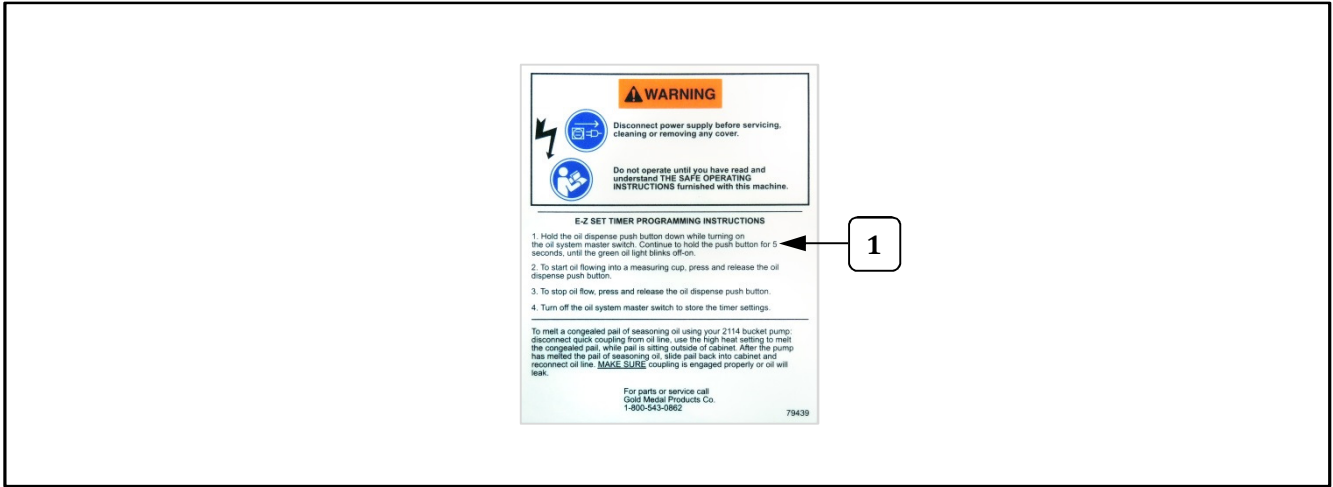 WARNING
Disconnect power supply before servicing,
cleaning or removing any cover.
Do not operate until you have read and
understand THE SAFE OPERATING
INSTRUCTIONS furnished with this machine.
E-Z SET TIMER PROGRAMMING INSTRUCTIONS
1. Hold the oil dispense push button down while turning on
the oil system master switch. Continue to hold the push button for 5
seconds, until the green oil light blinks off-on.
2. To start oil flowing into a measuring cup, press and release the oil
dispense push button.
3. To stop oil flow, press and release the oil dispense push button.
4. Turn off the oil system master switch to store the timer settings.
To melt a congealed pail of seasoning oil using your 2114 bucket pump:
disconnect quick coupling from oil line, use the high heat setting to melt
the congealed pail, while pail is sitting outside of cabinet. After the pump
has melted the pail of seasoning oil, slide pail back into cabinet and
reconnect oil line. MAKE SURE coupling is engaged properly or oil will
leak.
For parts or service call
Gold Medal Products Co.
1-800-543-0862
79439
1